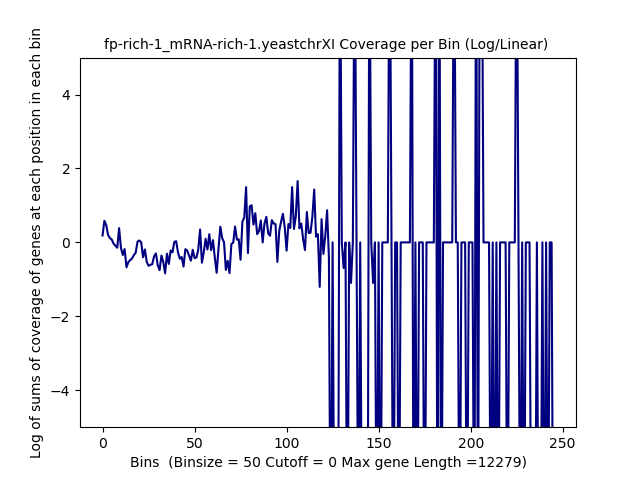 fp-rich-1_mRNA-rich-1.yeastchrXI Coverage per Bin (Log/Linear)
Log of sums of coverage of genes at each position in each bin
4
2
0
−2
−4
0 50 100 150 200 250
Bins  (Binsize = 50 Cutoff = 0 Max gene Length =12279)